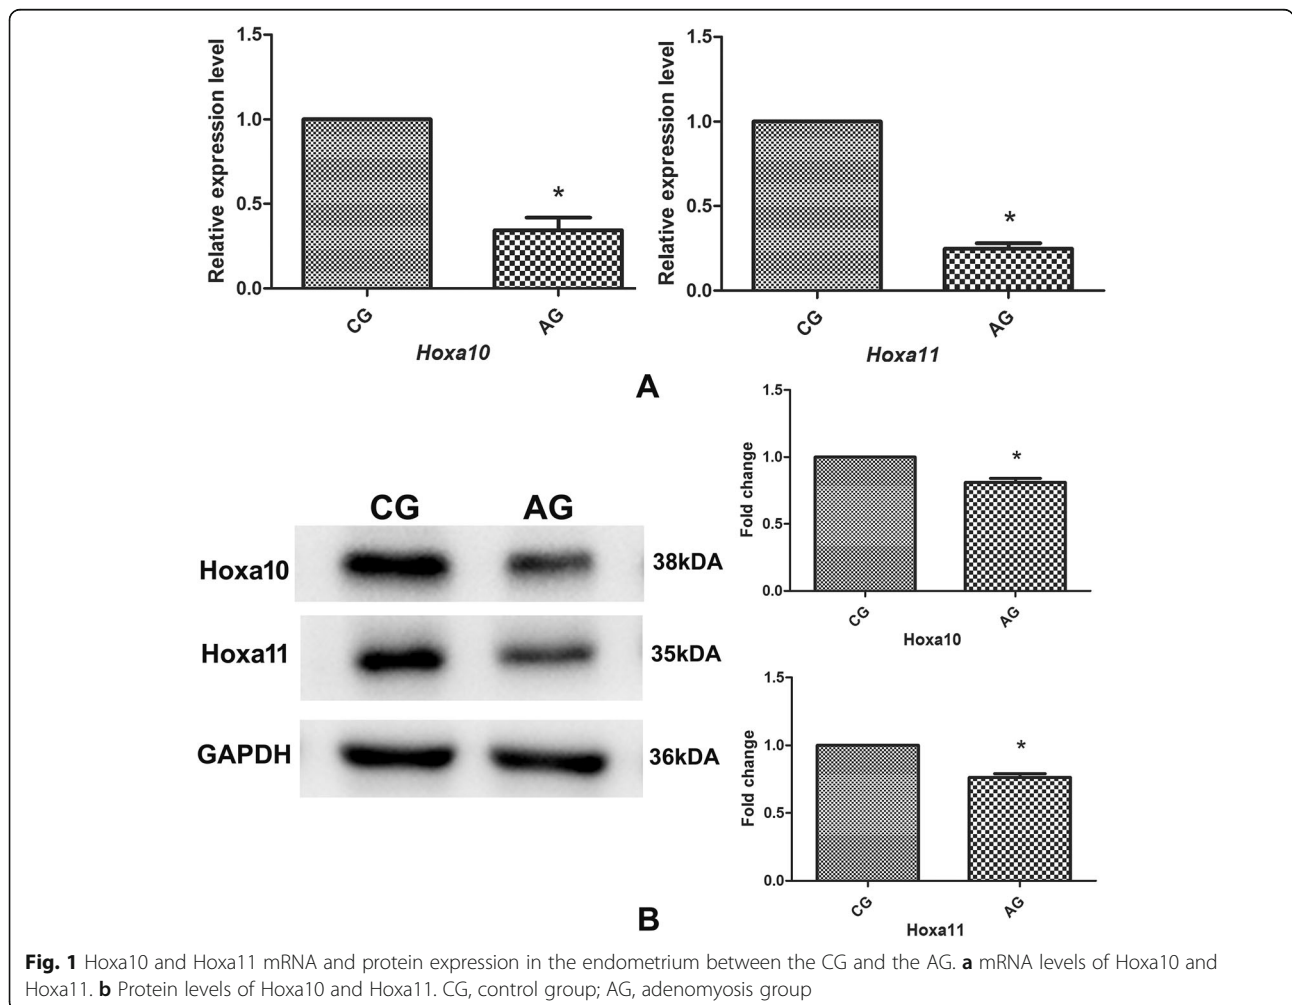 Relative expression level
1.5
1.0
0.5
0.0
*
CG
AG
Hoxa10
Relative expression level
1.5
1.0
0.5
0.0
*
CG
AG
Hoxa11
A
CG AG
Hoxa10 38kDA
Hoxa11 35kDA
GAPDH 36kDA
Fold change
1.5
1.0
0.5
0.0
*
CG
AG
Hoxa10
Fold change
1.5
1.0
0.5
0.0
*
CG
AG
Hoxa11
B
Fig. 1 Hoxa10 and Hoxa11 mRNA and protein expression in the endometrium between the CG and the AG. a mRNA levels of Hoxa10 and
Hoxa11. b Protein levels of Hoxa10 and Hoxa11. CG, control group; AG, adenomyosis group